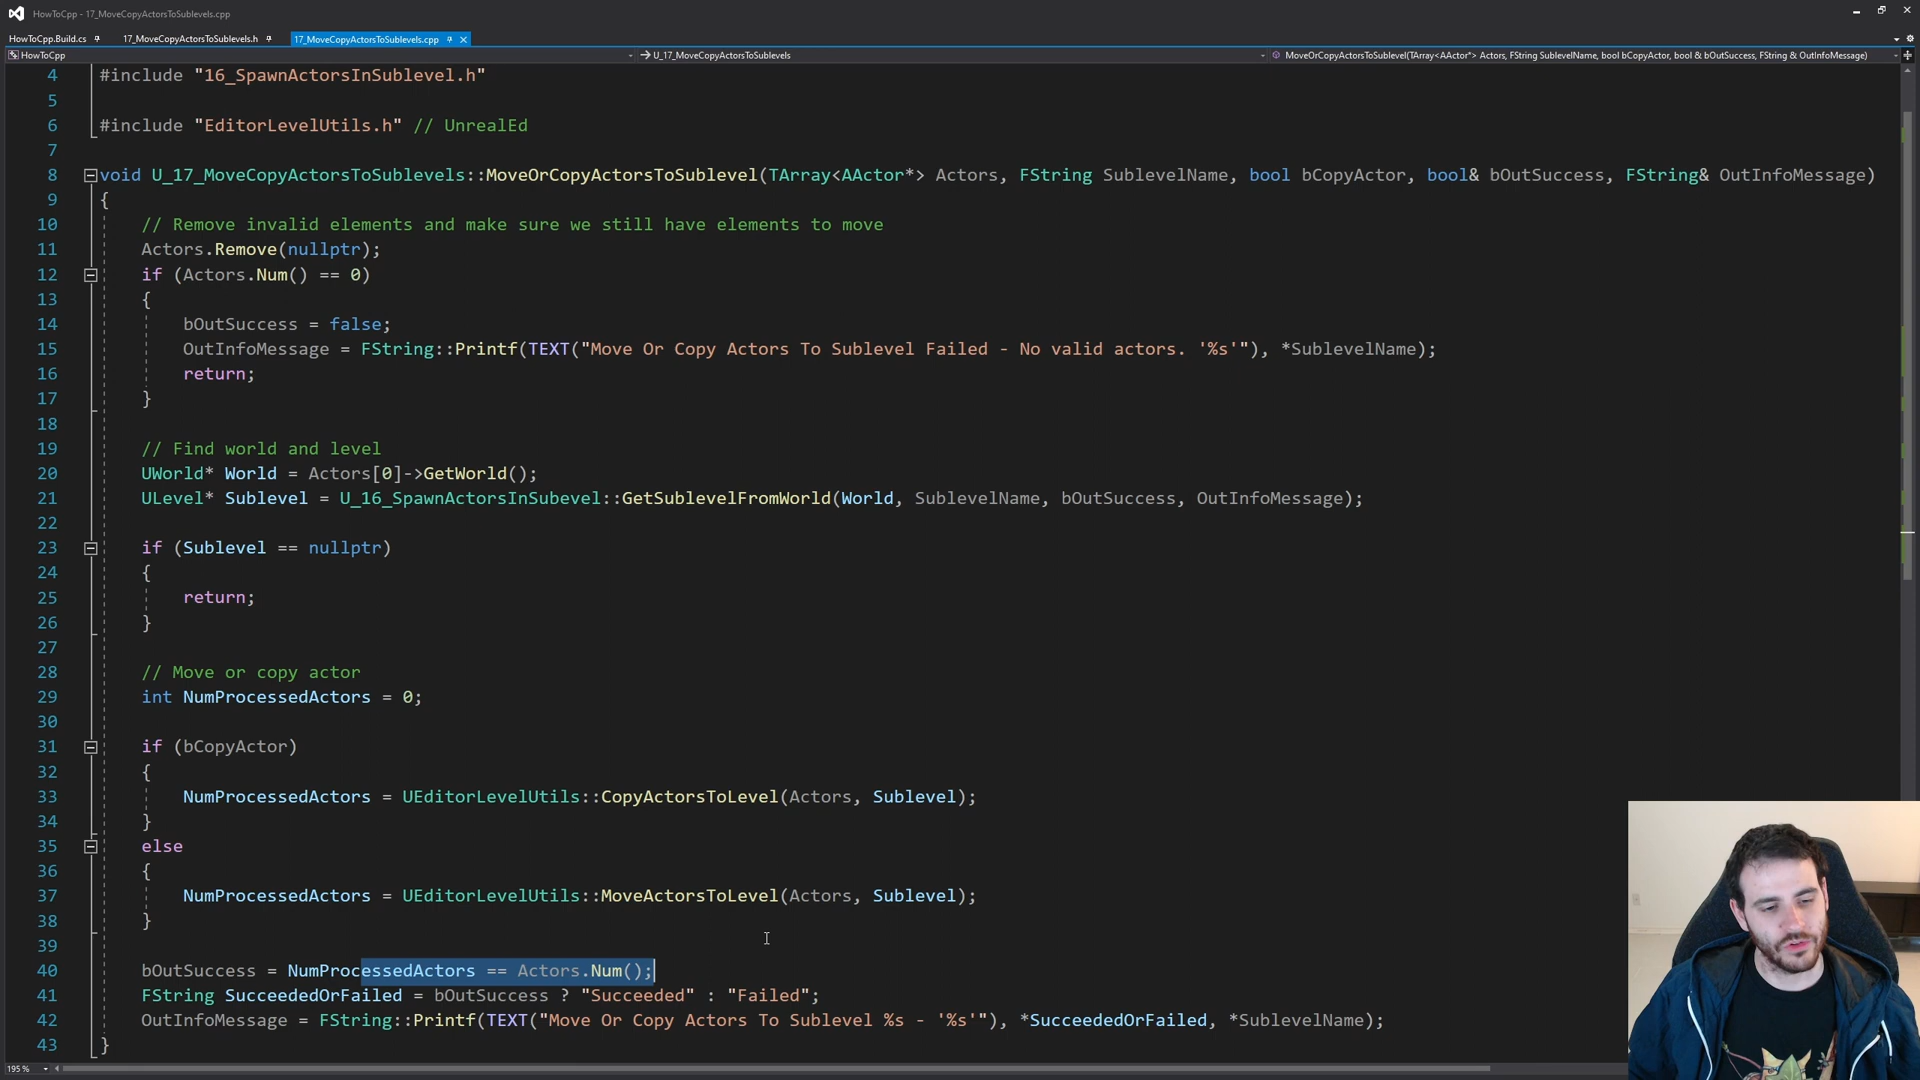 HowToCpp - 17_MoveCopyActorsToSublevels.cpp
HowToCpp.Build.cs 17_MoveCopyActorsToSublevels.h 17_MoveCopyActorsToSublevels.cpp
HowToCpp U_17_MoveCopyActorsToSublevels MoveOrCopyActorsToSublevel(TArray<AActor*> Actors, FString SublevelName, bool bCopyActor, bool & bOutSuccess, FString & OutInfoMessage)
4 #include "16_SpawnActorsInSublevel.h"
5
6 #include "EditorLevelUtils.h" // UnrealEd
7
8 void U_17_MoveCopyActorsToSublevels::MoveOrCopyActorsToSublevel(TArray<AActor*> Actors, FString SublevelName, bool bCopyActor, bool& bOutSuccess, FString& OutInfoMessage)
9 {
10 // Remove invalid elements and make sure we still have elements to move
11 Actors.Remove(nullptr);
12 if (Actors.Num() == 0)
13 {
14 bOutSuccess = false;
15 OutInfoMessage = FString::Printf(TEXT("Move Or Copy Actors To Sublevel Failed - No valid actors. '%s'"), *SublevelName);
16 return;
17 }
18
19 // Find world and level
20 UWorld* World = Actors[0]->GetWorld();
21 ULevel* Sublevel = U_16_SpawnActorsInSubevel::GetSublevelFromWorld(World, SublevelName, bOutSuccess, OutInfoMessage);
22
23 if (Sublevel == nullptr)
24 {
25 return;
26 }
27
28 // Move or copy actor
29 int NumProcessedActors = 0;
30
31 if (bCopyActor)
32 {
33 NumProcessedActors = UEditorLevelUtils::CopyActorsToLevel(Actors, Sublevel);
34 }
35 else
36 {
37 NumProcessedActors = UEditorLevelUtils::MoveActorsToLevel(Actors, Sublevel);
38 }
39
40 bOutSuccess = NumProcessedActors == Actors.Num();
41 FString SucceededOrFailed = bOutSuccess ? "Succeeded" : "Failed";
42 OutInfoMessage = FString::Printf(TEXT("Move Or Copy Actors To Sublevel %s - '%s'"), *SucceededOrFailed, *SublevelName);
43 }
195 %